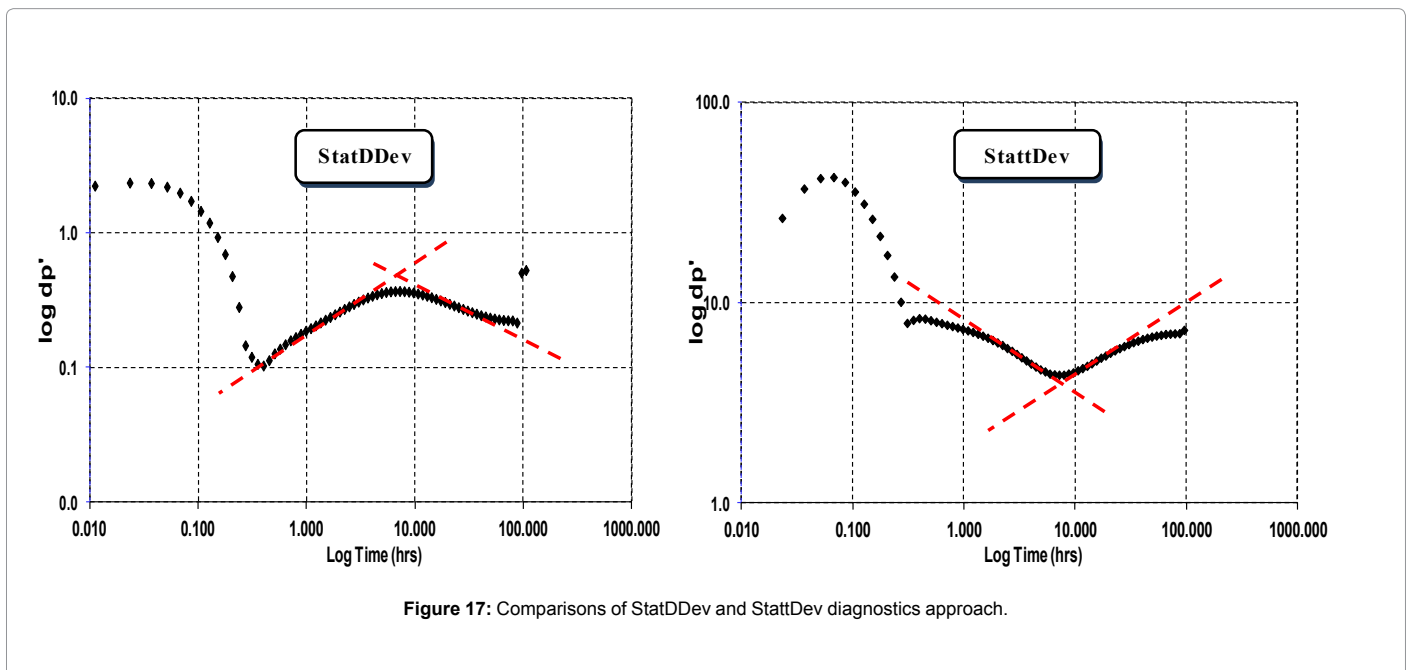 StatDDev
10.0
1.0
0.1
0.0
log dp'
0.010 0.100 1.000 10.000 100.000 1000.000
Log Time (hrs)
StattDev
100.0
10.0
1.0
log dp'
0.010 0.100 1.000 10.000 100.000 1000.000
Log Time (hrs)
Figure 17: Comparisons of StatDDev and StattDev diagnostics approach.